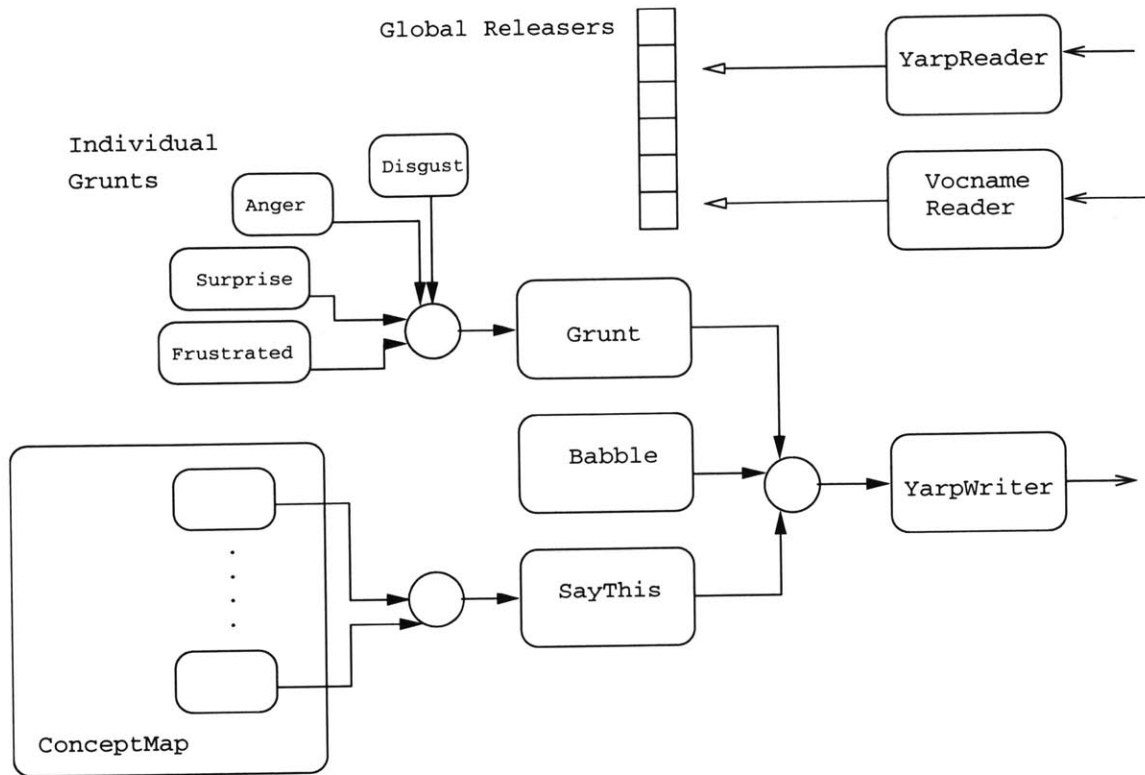 Global Releasers
YarpReader
Individual
Grunts
Disgust
Anger
Vocname
Reader
Surprise
Grunt
Frustrated
Babble
YarpWriter
SayThis
ConceptMap